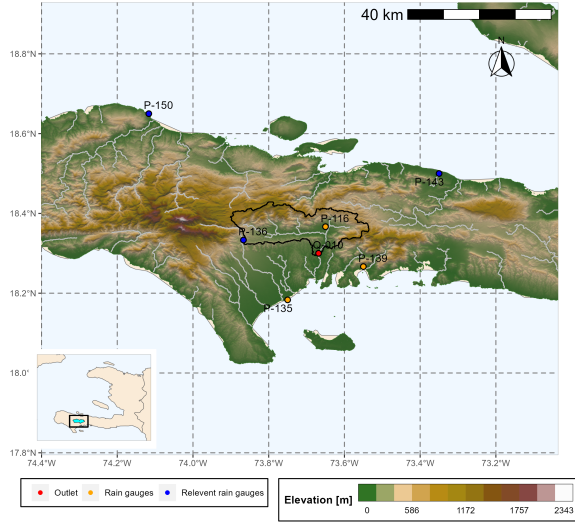 40 km
N
18.8°N
18.6°N
18.4°N
18.2°N
18.0°
17.8°N
P-150
P-143
P-116
P-136
P-139
P-135
74.4°W
74.2°W
74.0°W
73.8°W
73.6°W
73.4°W
73.2°W
Outlet
Rain gauges
Relevent rain gauges
Elevation [m]
0
586
1172
1757
2343